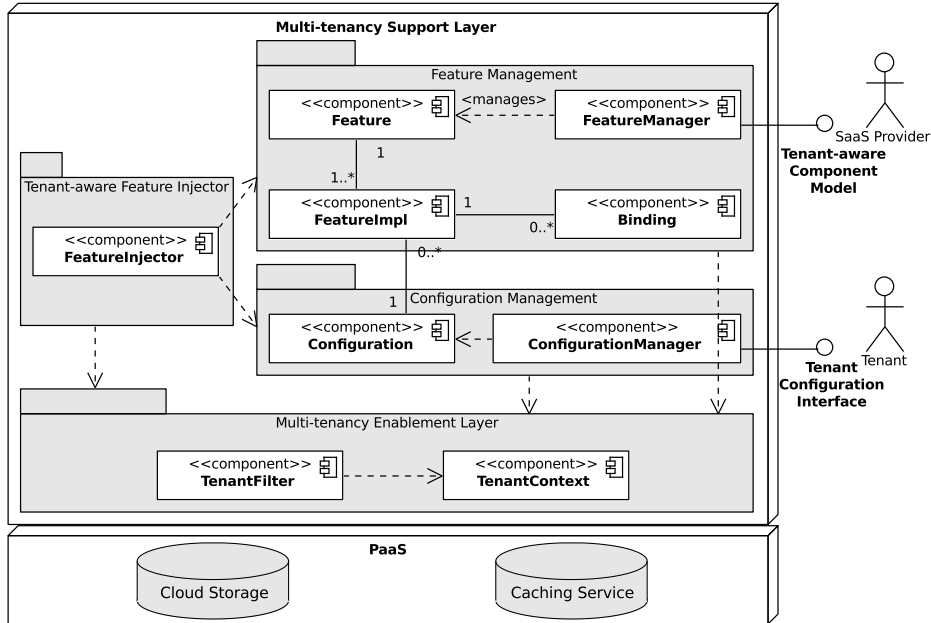 Multi-tenancy Support Layer
Feature Management
<<component>>
Feature
<manages>
<<component>>
FeatureManager
SaaS Provider
Tenant-aware
Component
Model
1
1..*
Tenant-aware Feature Injector
<<component>>
FeatureInjector
<<component>>
FeatureImpl
1
0..*
<<component>>
Binding
0..*
1
Configuration Management
<<component>>
Configuration
<<component>>
ConfigurationManager
Tenant
Tenant
Configuration
Interface
Multi-tenancy Enablement Layer
<<component>>
TenantFilter
<<component>>
TenantContext
PaaS
Cloud Storage
Caching Service